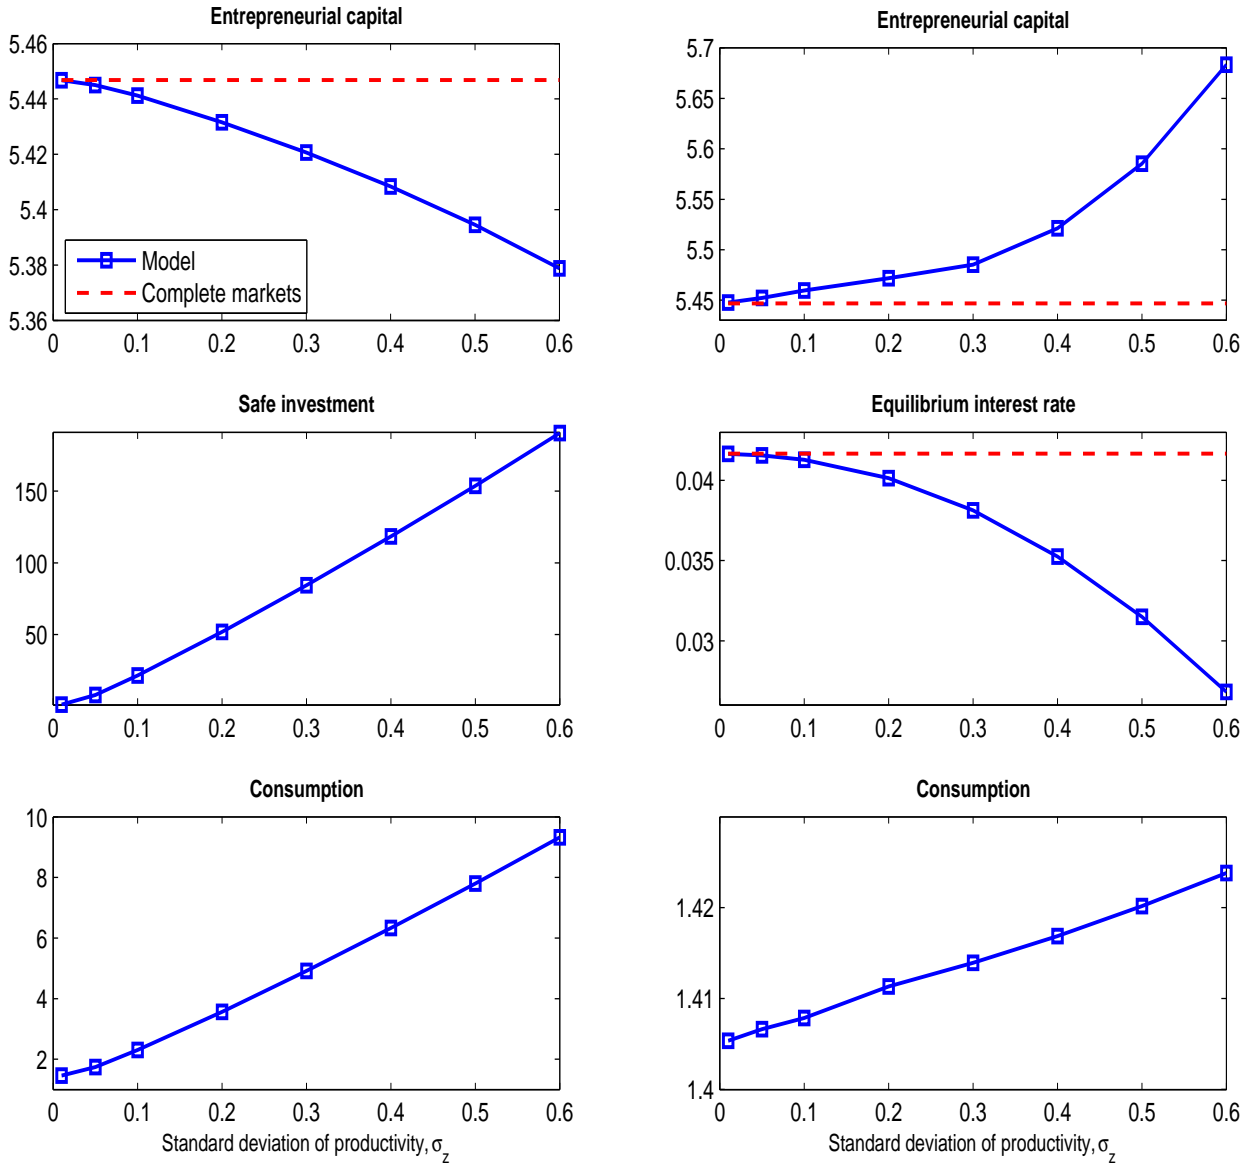 Entrepreneurial capital
5.46
5.44
5.42
5.4
5.38
5.36
Model
Complete markets
0 0.1 0.2 0.3 0.4 0.5 0.6
Entrepreneurial capital
5.7
5.65
5.6
5.55
5.5
5.45
0 0.1 0.2 0.3 0.4 0.5 0.6
Safe investment
150
100
50
0 0.1 0.2 0.3 0.4 0.5 0.6
Equilibrium interest rate
0.04
0.035
0.03
0 0.1 0.2 0.3 0.4 0.5 0.6
Consumption
10
8
6
4
2
0 0.1 0.2 0.3 0.4 0.5 0.6
Standard deviation of productivity, σ_z
Consumption
1.42
1.41
1.4
0 0.1 0.2 0.3 0.4 0.5 0.6
Standard deviation of productivity, σ_z